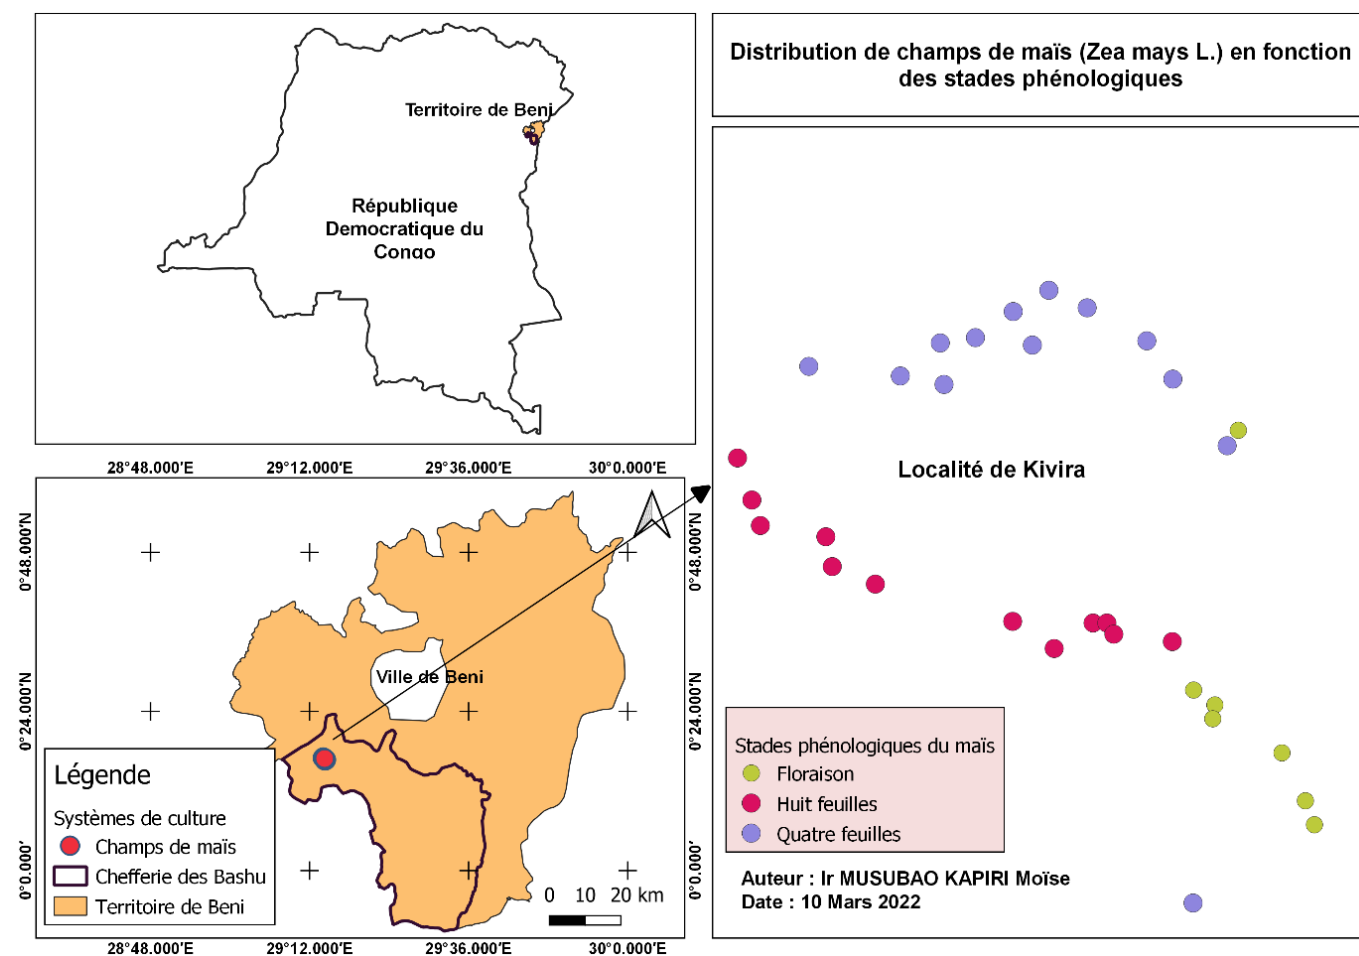 Territoire de Beni
République
Democratique du
Congo
Distribution de champs de maïs (Zea mays L.) en fonction
des stades phénologiques
Localité de Kivira
Stades phénologiques du maïs
Floraison
Huit feuilles
Quatre feuilles
Auteur : Ir MUSUBAO KAPIRI Moïse
Date : 10 Mars 2022
28°48.000'E 29°12.000'E 29°36.000'E 30°0.000'E
0°48.000'N
0°24.000'N
0°0.000'
Ville de Beni
Légende
Systèmes de culture
Champs de maïs
Chefferie des Bashu
Territoire de Beni
0 10 20 km
0°48.000'N
0°24.000'N
0°0.000'
28°48.000'E 29°12.000'E 29°36.000'E 30°0.000'E